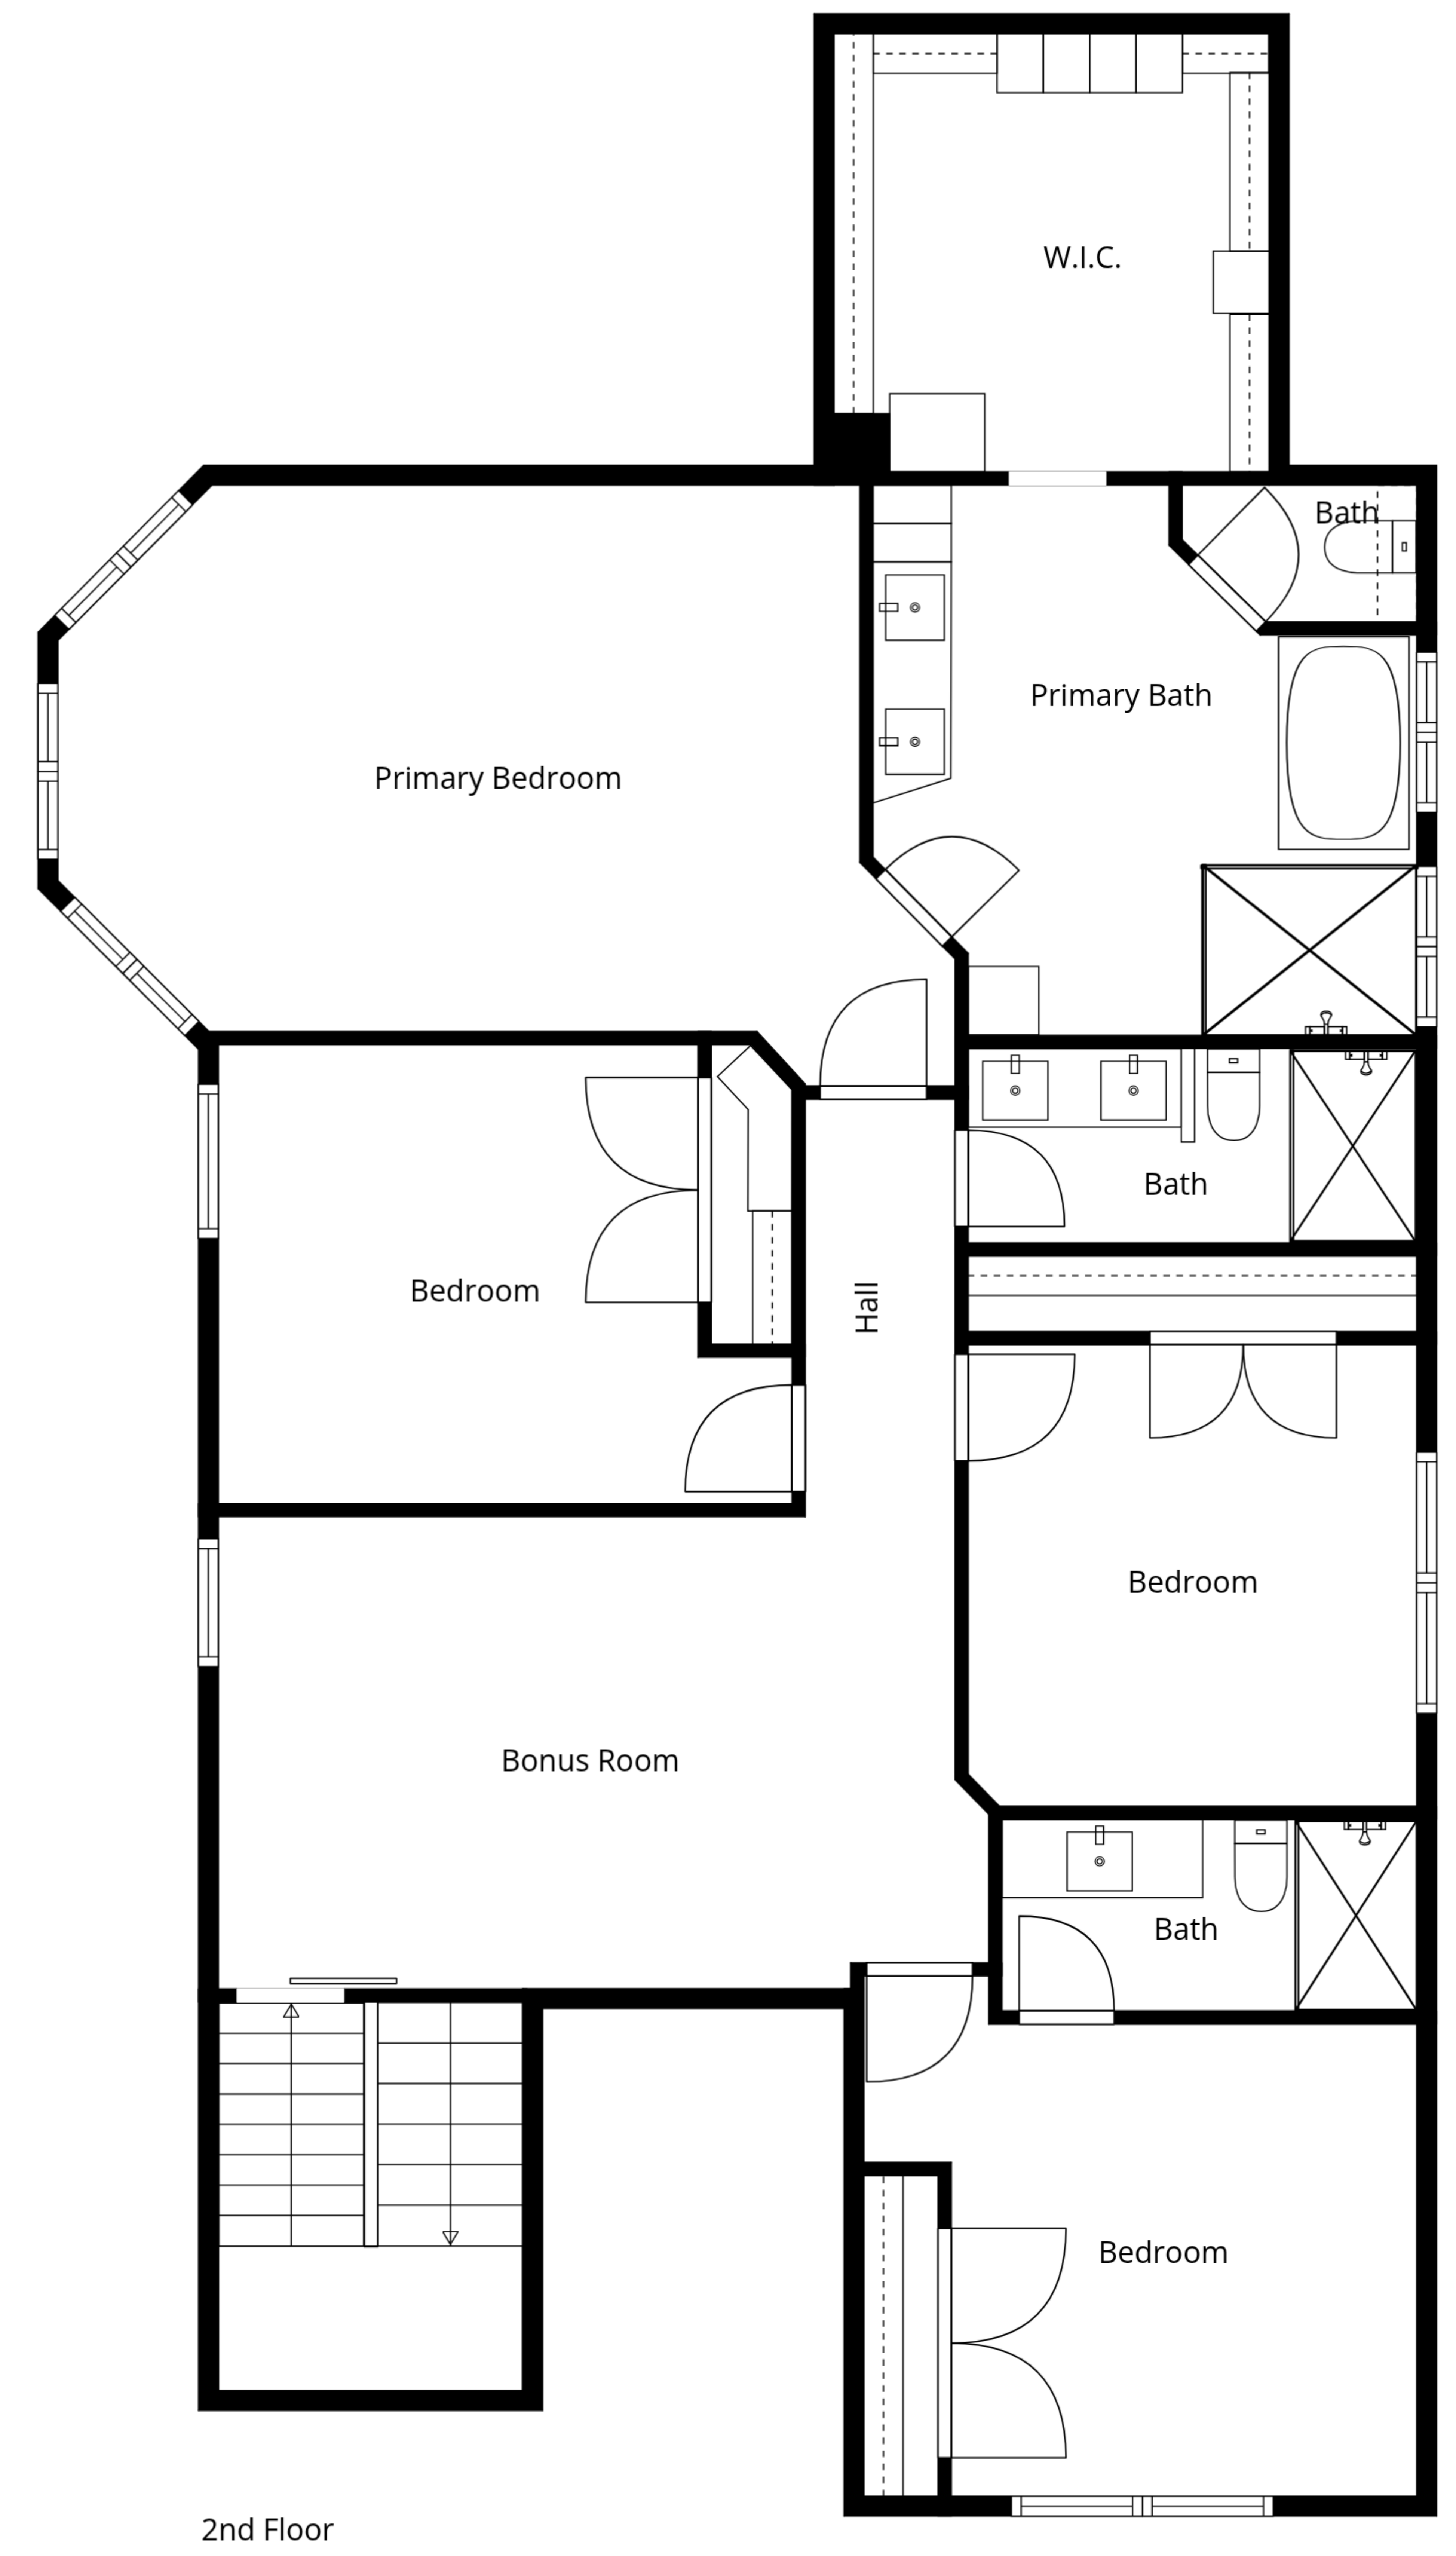 W.I.C.
Bath
Primary Bath
Primary Bedroom
Bath
Bedroom
Hall
Bedroom
Bonus Room
Bath
Bedroom
2nd Floor